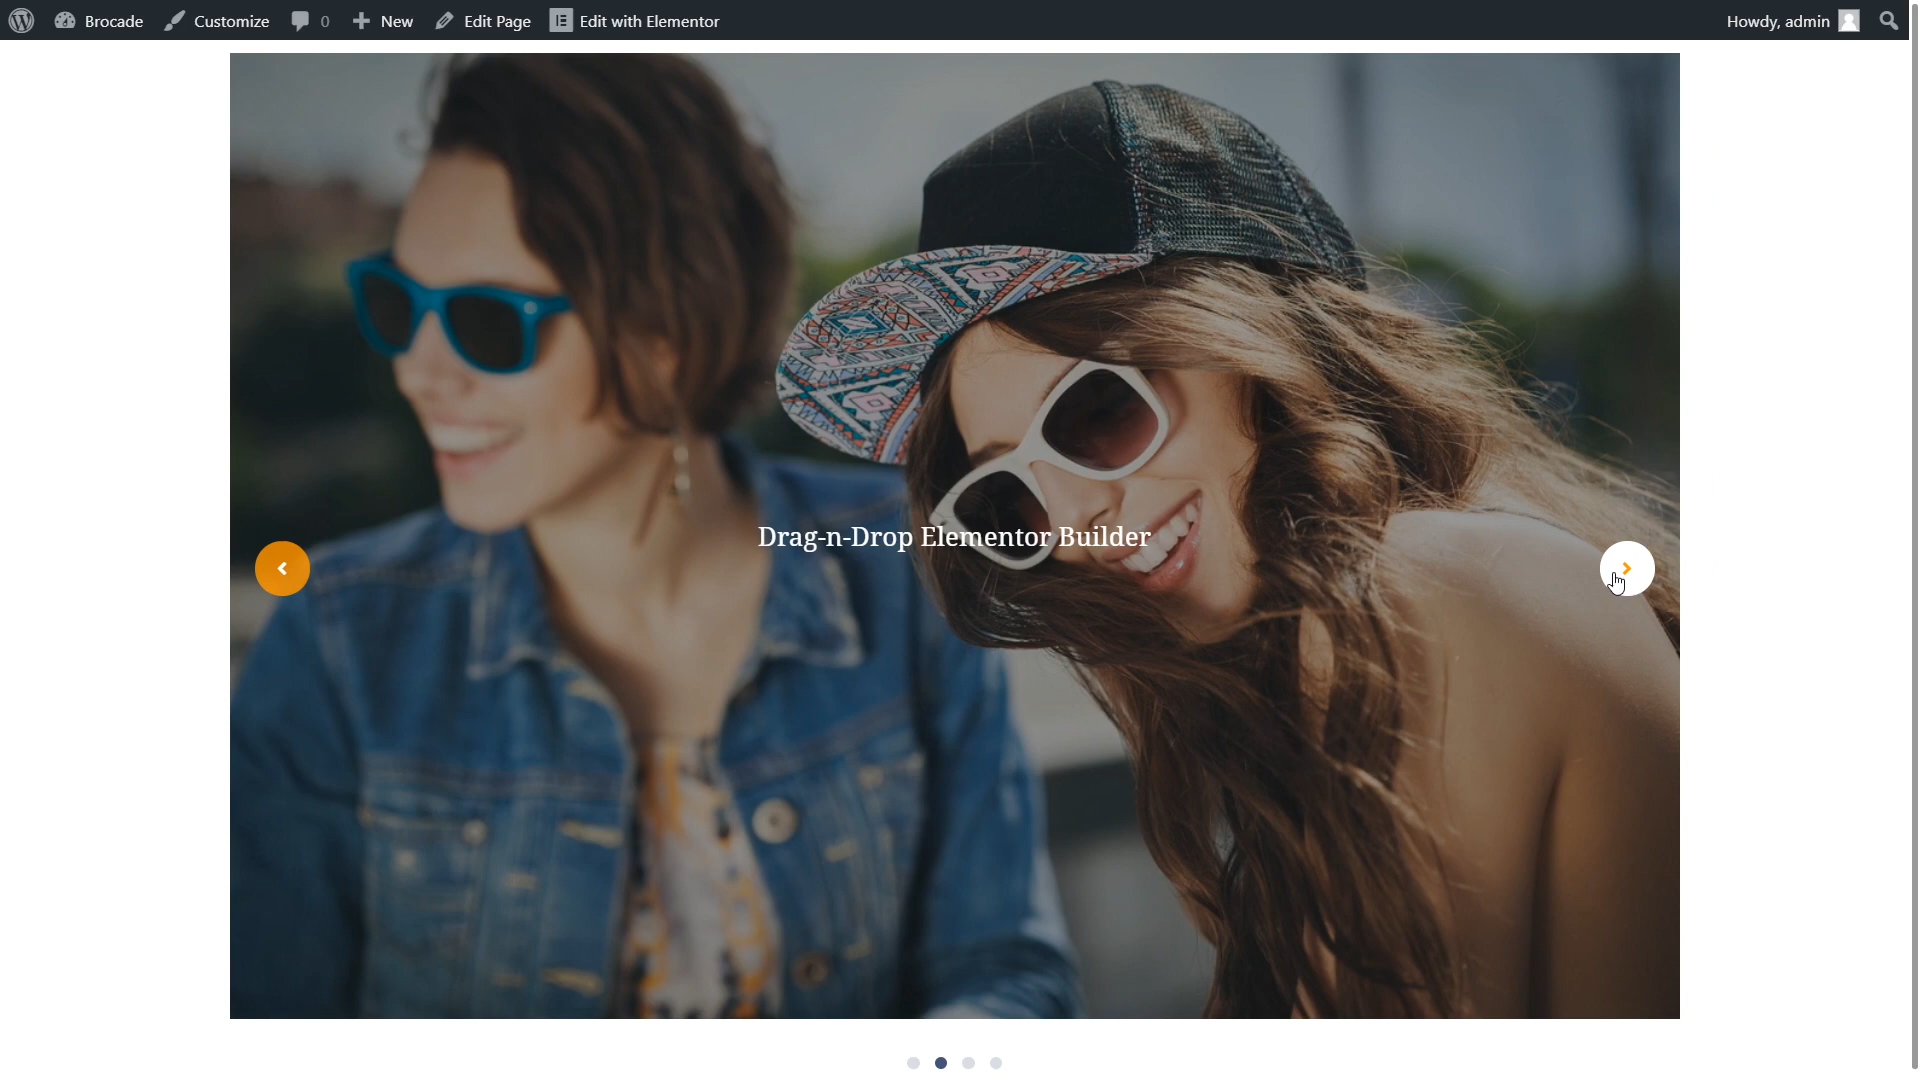 Brocade Customize 0 New Edit Page Edit with Elementor Howdy, admin
Drag-n-Drop Elementor Builder